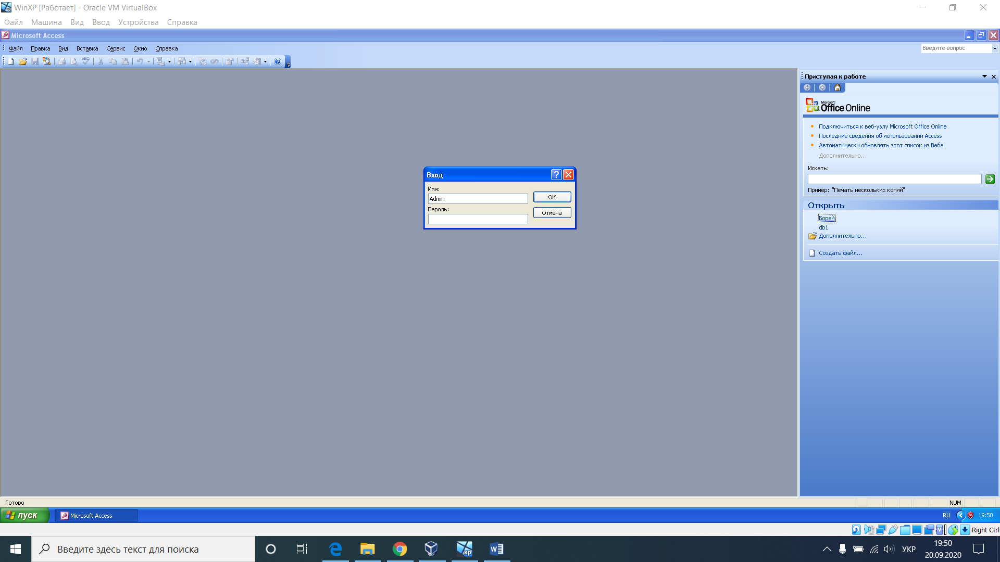 WinXP [Работает] - Oracle VM VirtualBox
Файл Машина Вид Ввод Устройства Справка
Microsoft Access
Файл Правка Вид Вставка Сервис Окно Справка
Введите вопрос
Приступая к работе
Microsoft
Office Online
Подключиться к веб-узлу Microsoft Office Online
Последние сведения об использовании Access
Автоматически обновлять этот список из Веба
Дополнительно...
Искать:
Пример: "Печать нескольких копий"
Открыть
Борей
db1
Дополнительно...
Создать файл...
Вход
Имя:
Admin
Пароль:
OK
Отмена
Готово
NUM
пуск
Microsoft Access
RU
19:50
Right Ctrl
Введите здесь текст для поиска
УКР
19:50
20.09.2020